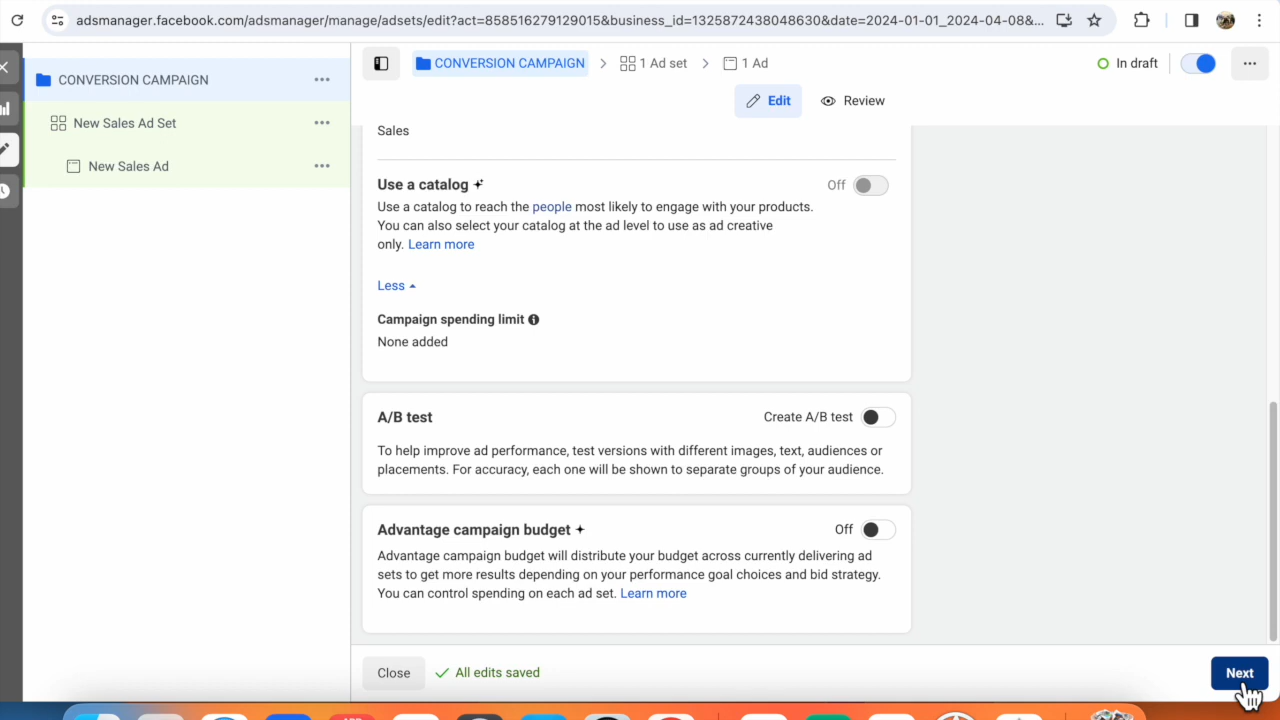 adsmanager.facebook.com/adsmanager/manage/adsets/edit?act=858516279129015&business_id=1325872438048630&date=2024-01-01_2024-04-08&...
CONVERSION CAMPAIGN
New Sales Ad Set
New Sales Ad
CONVERSION CAMPAIGN
1 Ad set
1 Ad
In draft
Edit
Review
Sales
Use a catalog
Off
Use a catalog to reach the people most likely to engage with your products.
You can also select your catalog at the ad level to use as ad creative
only. Learn more
Less
Campaign spending limit
None added
A/B test
Create A/B test
To help improve ad performance, test versions with different images, text, audiences or
placements. For accuracy, each one will be shown to separate groups of your audience.
Advantage campaign budget
Off
Advantage campaign budget will distribute your budget across currently delivering ad
sets to get more results depending on your performance goal choices and bid strategy.
You can control spending on each ad set. Learn more
Close
All edits saved
Next